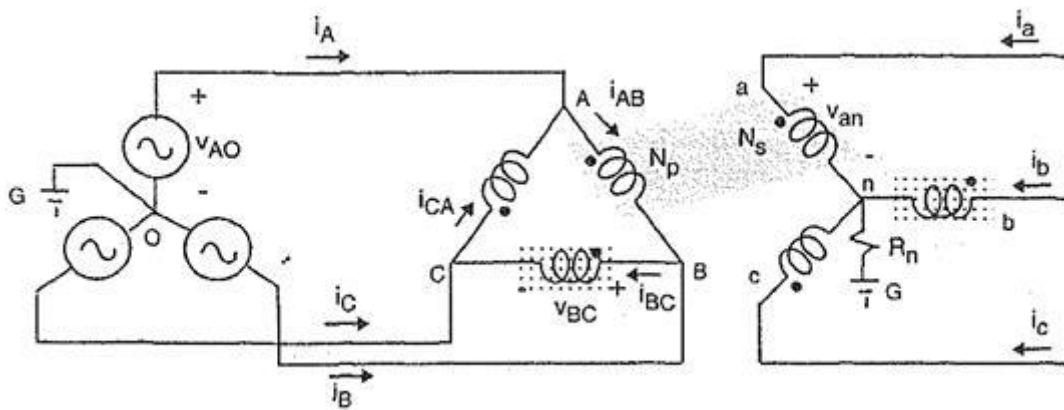 i_A
i_a
+
A
i_AB
a
+
v_AO
N_p
N_s
v_an
G
-
i_CA
-
n
i_b
O
b
C
B
c
R_n
-
+
i_BC
G
i_C
v_BC
i_c
i_B